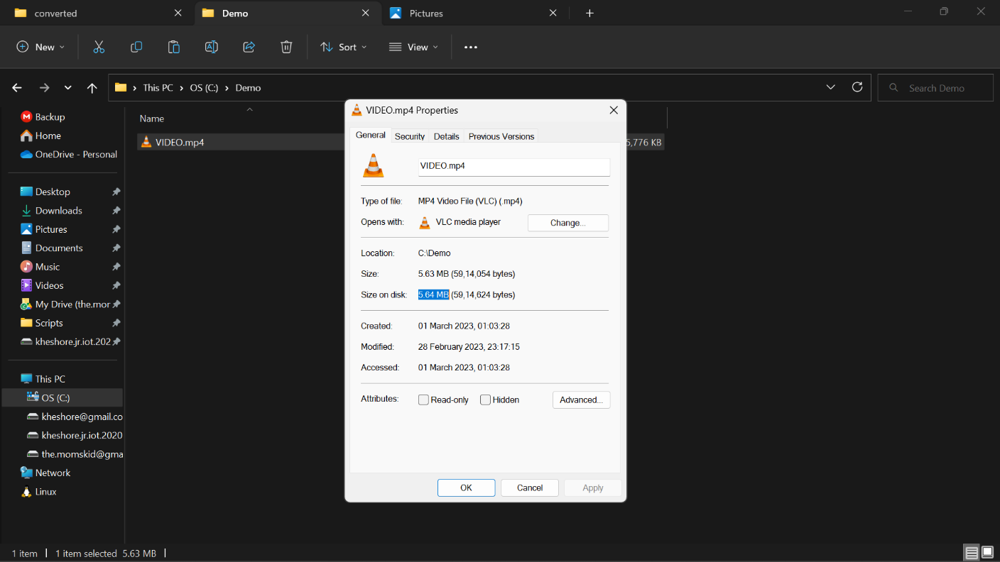 converted
Demo
Pictures
New
Sort
View
This PC
OS (C:)
Demo
Search Demo
Backup
Home
OneDrive - Personal
Desktop
Downloads
Pictures
Documents
Music
Videos
My Drive (the.mor
Scripts
kheshore.jr.iot.202
This PC
OS (C:)
kheshore@gmail.co
kheshore.jr.iot.2020
the.momskid@gma
Network
Linux
Name
VIDEO.mp4
5,776 KB
VIDEO.mp4 Properties
General Security Details Previous Versions
VIDEO.mp4
Type of file: MP4 Video File (VLC) (.mp4)
Opens with: VLC media player Change...
Location: C:\Demo
Size: 5.63 MB (59,14,054 bytes)
Size on disk: 5.64 MB (59,14,624 bytes)
Created: 01 March 2023, 01:03:28
Modified: 28 February 2023, 23:17:15
Accessed: 01 March 2023, 01:03:28
Attributes: Read-only Hidden Advanced...
OK Cancel Apply
1 item 1 item selected 5.63 MB